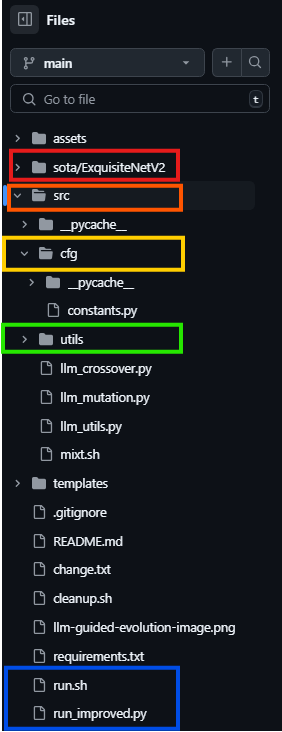 Files
main
Go to file
t
assets
sota/ExquisiteNetV2
src
__pycache__
cfg
__pycache__
constants.py
utils
llm_crossover.py
llm_mutation.py
llm_utils.py
mixt.sh
templates
.gitignore
README.md
change.txt
cleanup.sh
llm-guided-evolution-image.png
requirements.txt
run.sh
run_improved.py